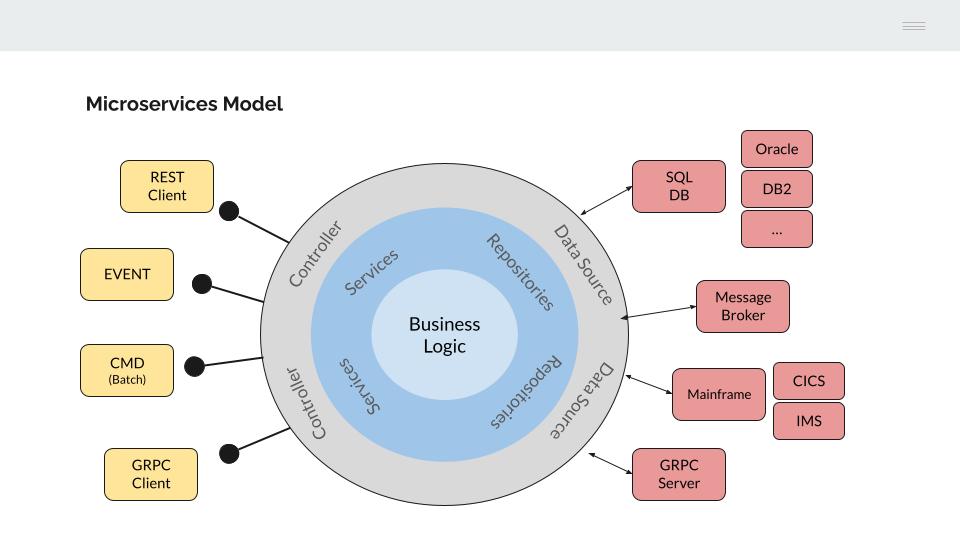 Microservices Model
REST
Client
EVENT
CMD
(Batch)
GRPC
Client
Controller
Controller
Services
Services
Business
Logic
Repositories
Repositories
Data Source
Data Source
SQL
DB
Oracle
DB2
...
Message
Broker
Mainframe
CICS
IMS
GRPC
Server